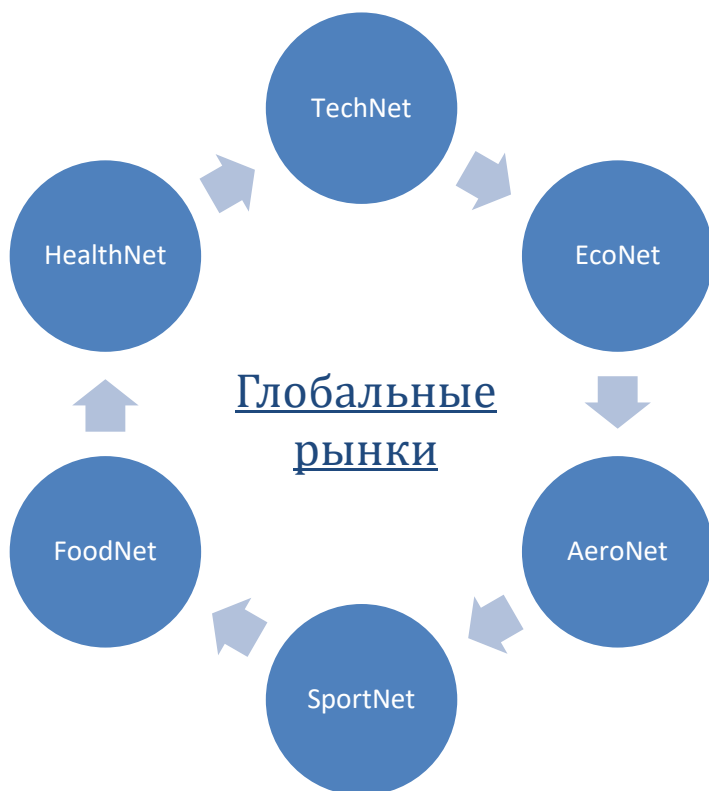 TechNet
HealthNet
EcoNet
Глобальные
рынки
FoodNet
AeroNet
SportNet